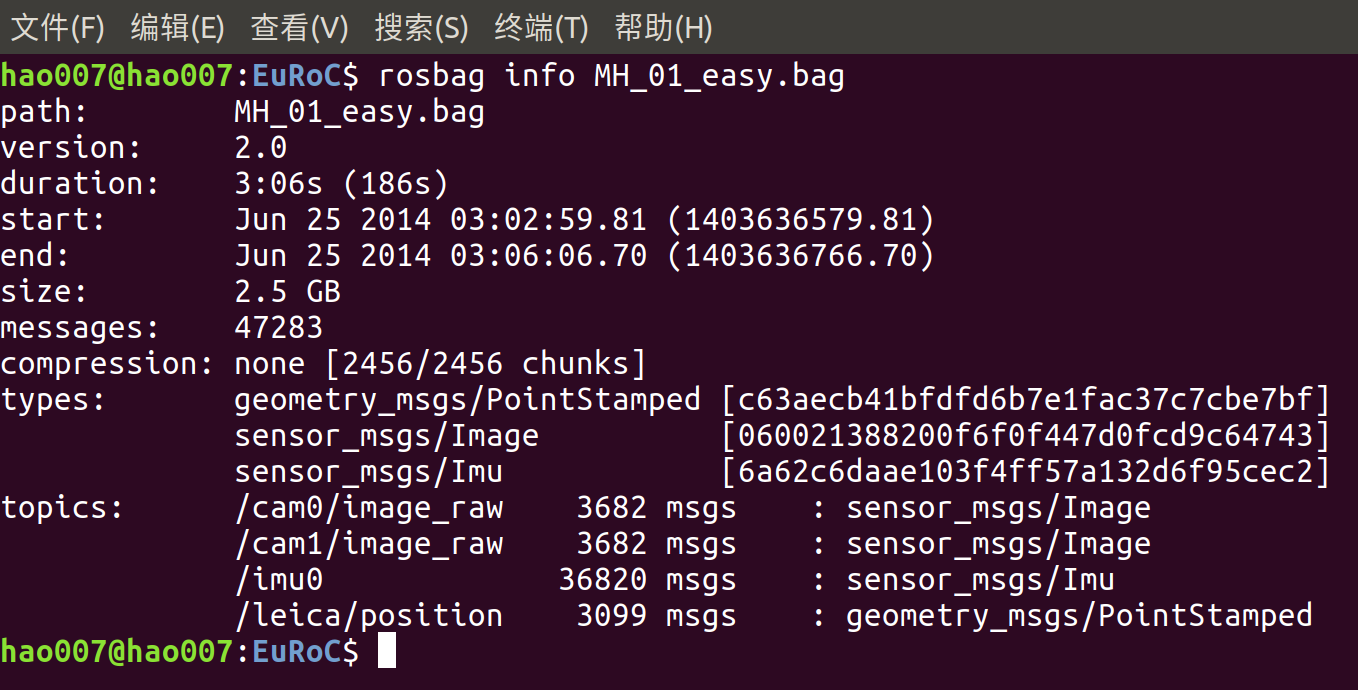 文件(F) 编辑(E) 查看(V) 搜索(S) 终端(T) 帮助(H)
hao007@hao007:EuRoC$ rosbag info MH_01_easy.bag
path:        MH_01_easy.bag
version:     2.0
duration:    3:06s (186s)
start:       Jun 25 2014 03:02:59.81 (1403636579.81)
end:         Jun 25 2014 03:06:06.70 (1403636766.70)
size:        2.5 GB
messages:    47283
compression: none [2456/2456 chunks]
types:       geometry_msgs/PointStamped [c63aecb41bfdfd6b7e1fac37c7cbe7bf]
             sensor_msgs/Image          [060021388200f6f0f447d0fcd9c64743]
             sensor_msgs/Imu            [6a62c6daae103f4ff57a132d6f95cec2]
topics:      /cam0/image_raw    3682 msgs    : sensor_msgs/Image
             /cam1/image_raw    3682 msgs    : sensor_msgs/Image
             /imu0             36820 msgs    : sensor_msgs/Imu
             /leica/position    3099 msgs    : geometry_msgs/PointStamped
hao007@hao007:EuRoC$